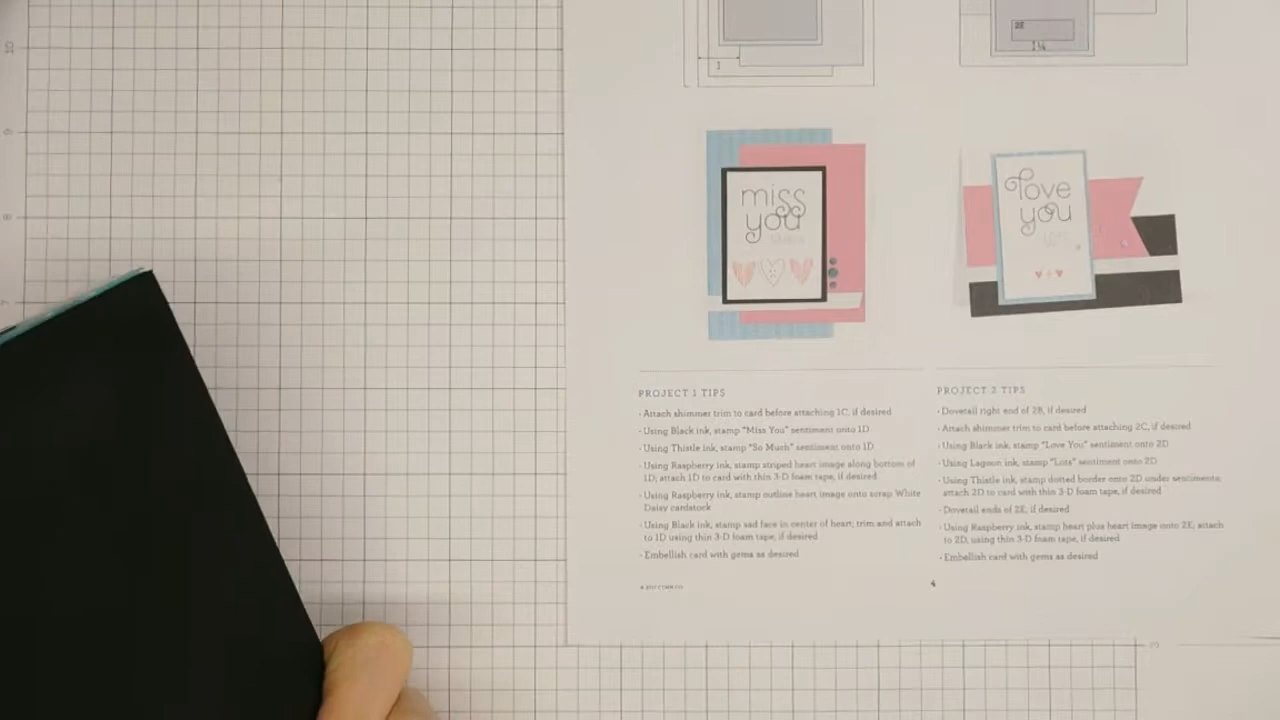 10
9
8
7
1
2E
1¼
miss
you
love
you
PROJECT 1 TIPS
· Attach shimmer trim to card before attaching 1C, if desired
· Using Black ink, stamp "Miss You" sentiment onto 1D
· Using Thistle ink, stamp "So Much" sentiment onto 1D
· Using Raspberry ink, stamp striped heart image along bottom of
1D; attach 1D to card with thin 3-D foam tape, if desired
· Using Raspberry ink, stamp outline heart image onto scrap White
Daisy cardstock
· Using Black ink, stamp sad face in center of heart; trim and attach
to 1D using thin 3-D foam tape, if desired
· Embellish card with gems as desired
PROJECT 2 TIPS
· Dovetail right end of 2B, if desired
· Attach shimmer trim to card before attaching 2C, if desired
· Using Black ink, stamp "Love You" sentiment onto 2D
· Using Lagoon ink, stamp "Lots" sentiment onto 2D
· Using Thistle ink, stamp dotted border onto 2D under sentiments;
attach 2D to card with thin 3-D foam tape, if desired
· Dovetail ends of 2E, if desired
· Using Raspberry ink, stamp heart plus heart image onto 2E; attach
to 2D, using thin 3-D foam tape, if desired
· Embellish card with gems as desired
4